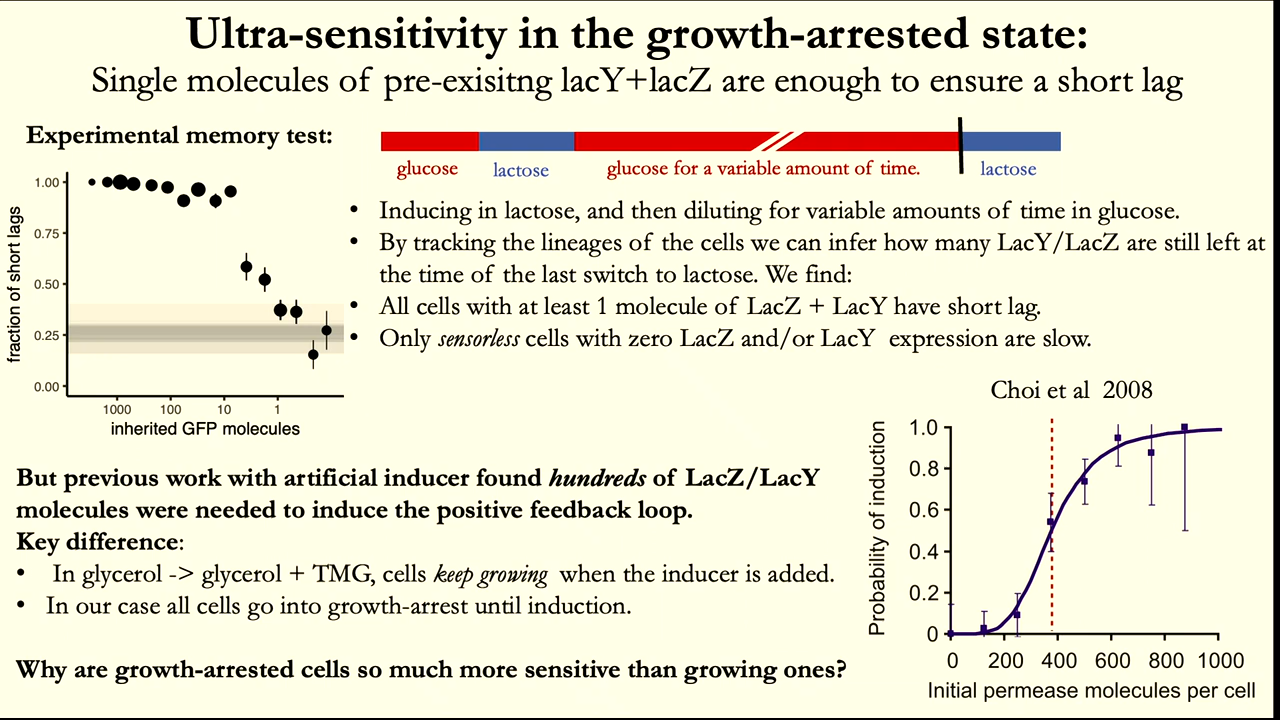 Ultra-sensitivity in the growth-arrested state:
Single molecules of pre-exisitng lacY+lacZ are enough to ensure a short lag
Experimental memory test:
glucose
lactose
glucose for a variable amount of time.
lactose
fraction of short lags
1.00
0.75
0.50
0.25
0.00
1000
100
10
1
inherited GFP molecules
• Inducing in lactose, and then diluting for variable amounts of time in glucose.
• By tracking the lineages of the cells we can infer how many LacY/LacZ are still left at
the time of the last switch to lactose. We find:
• All cells with at least 1 molecule of LacZ + LacY have short lag.
• Only sensorless cells with zero LacZ and/or LacY expression are slow.
But previous work with artificial inducer found hundreds of LacZ/LacY
molecules were needed to induce the positive feedback loop.
Key difference:
• In glycerol -> glycerol + TMG, cells keep growing when the inducer is added.
• In our case all cells go into growth-arrest until induction.
Why are growth-arrested cells so much more sensitive than growing ones?
Choi et al 2008
Probablity of induction
1.0
0.8
0.6
0.4
0.2
0
0
200
400
600
800
1000
Initial permease molecules per cell